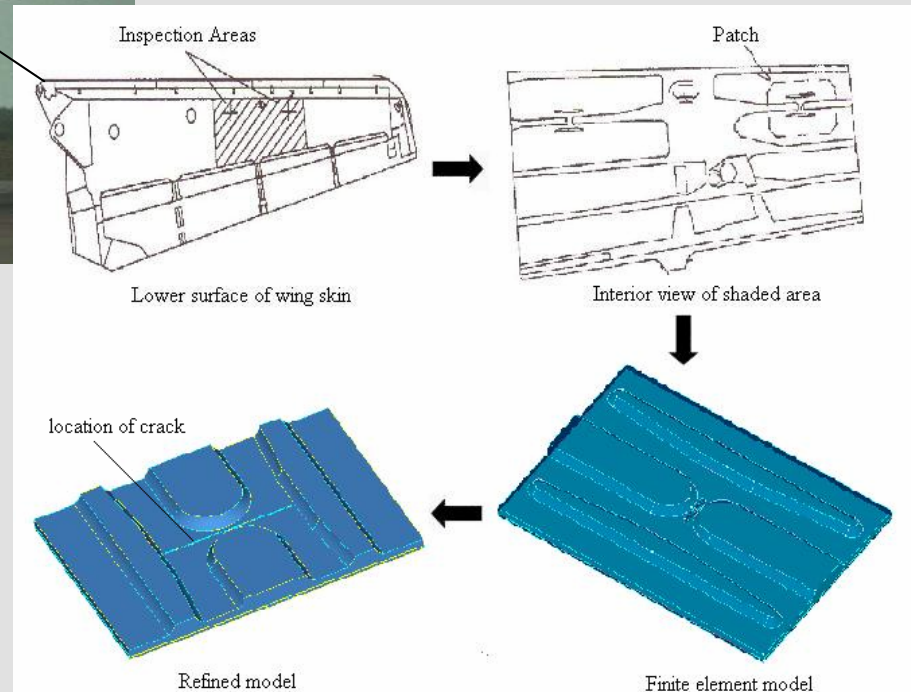 Inspection Areas
Patch
Lower surface of wing skin
Interior view of shaded area
location of crack
Refined model
Finite element model